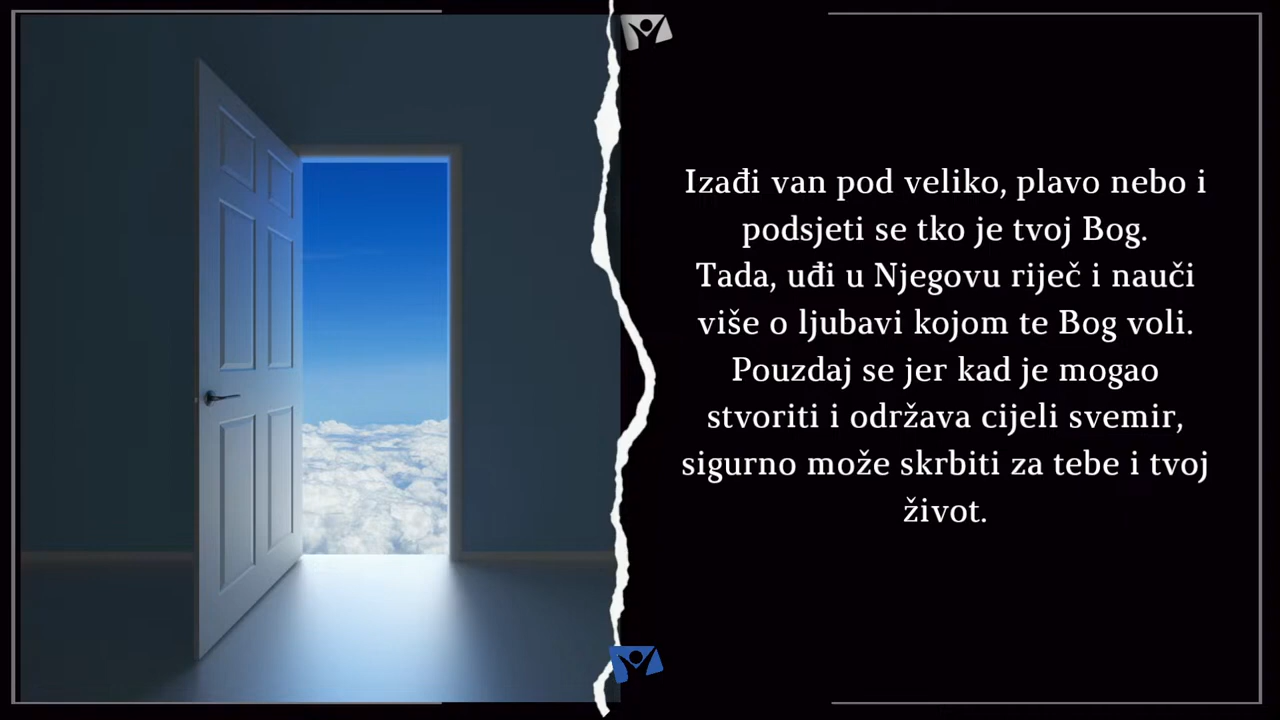 Izađi van pod veliko, plavo nebo i
podsjeti se tko je tvoj Bog.
Tada, uđi u Njegovu riječ i nauči
više o ljubavi kojom te Bog voli.
Pouzdaj se jer kad je mogao
stvoriti i održava cijeli svemir,
sigurno može skrbiti za tebe i tvoj
život.